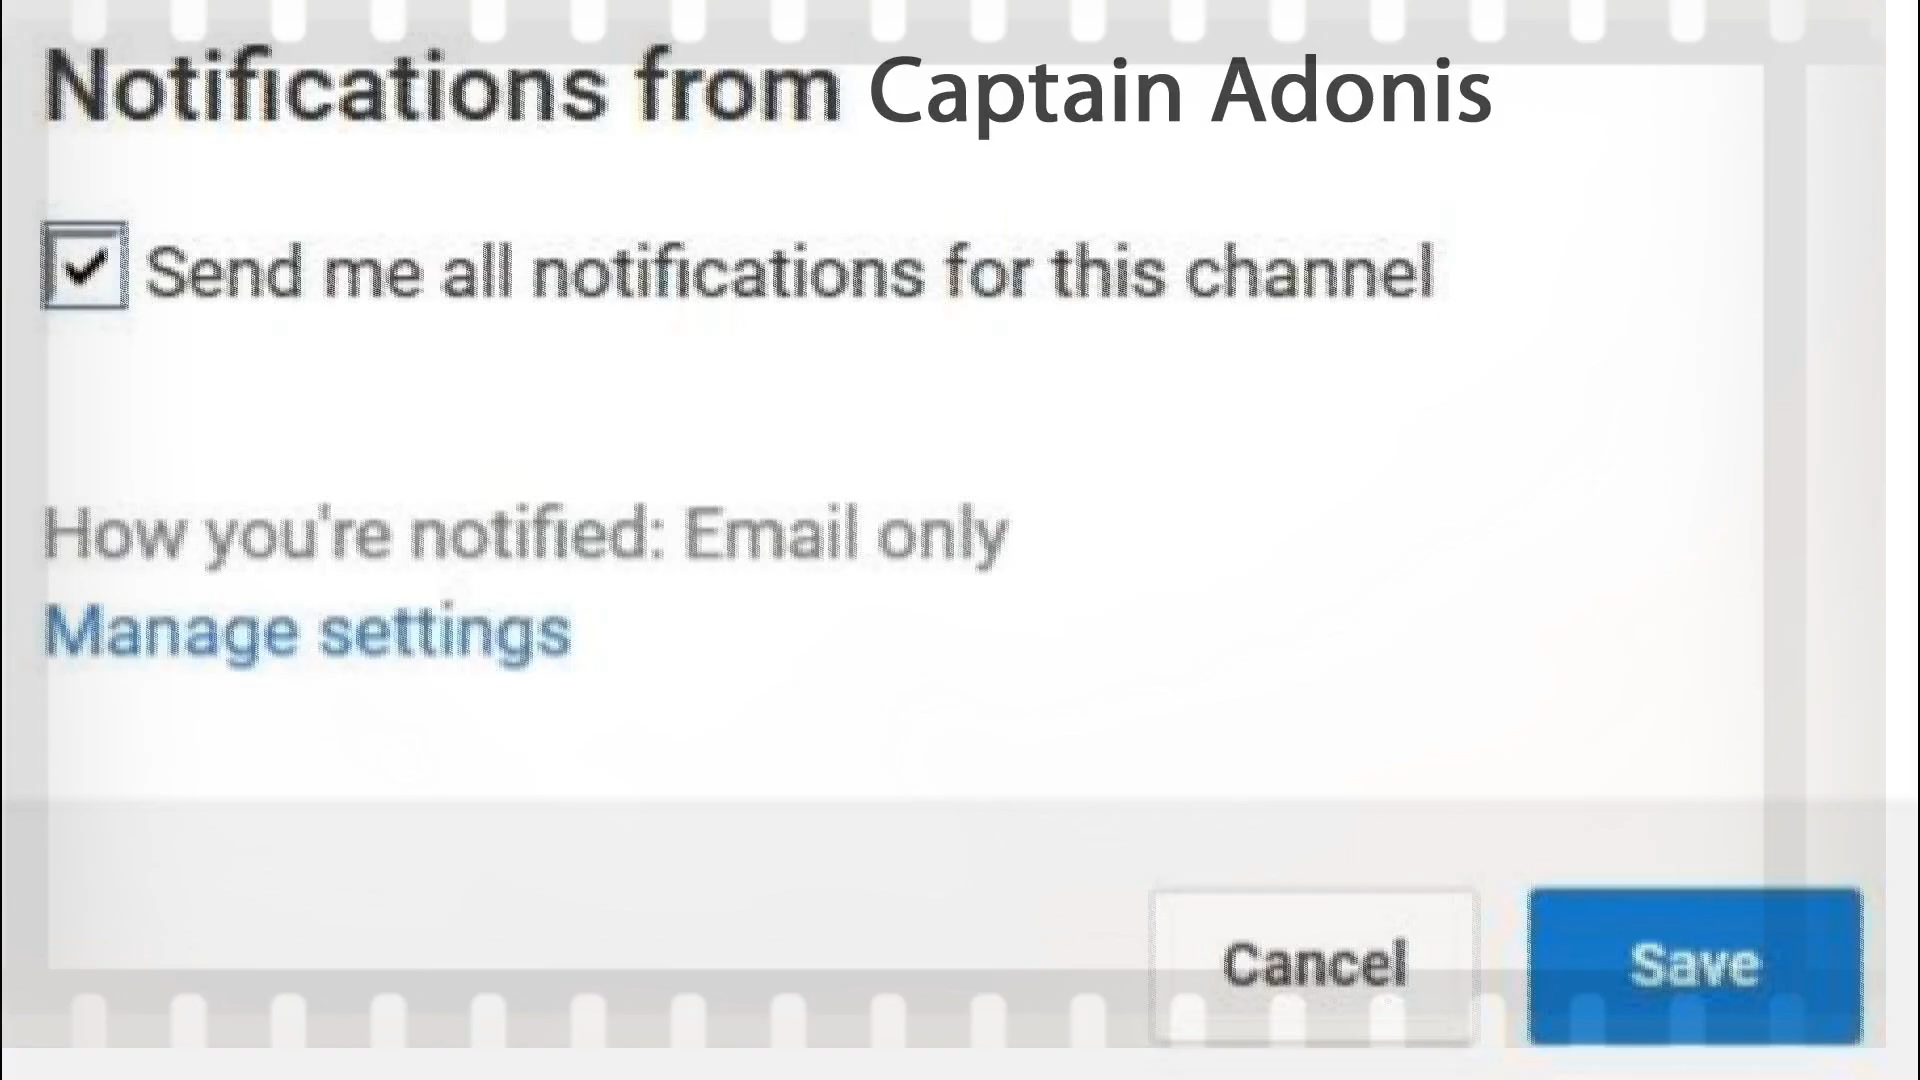 Notifications from Captain Adonis
Send me all notifications for this channel
How you're notified: Email only
Manage settings
Cancel
Save